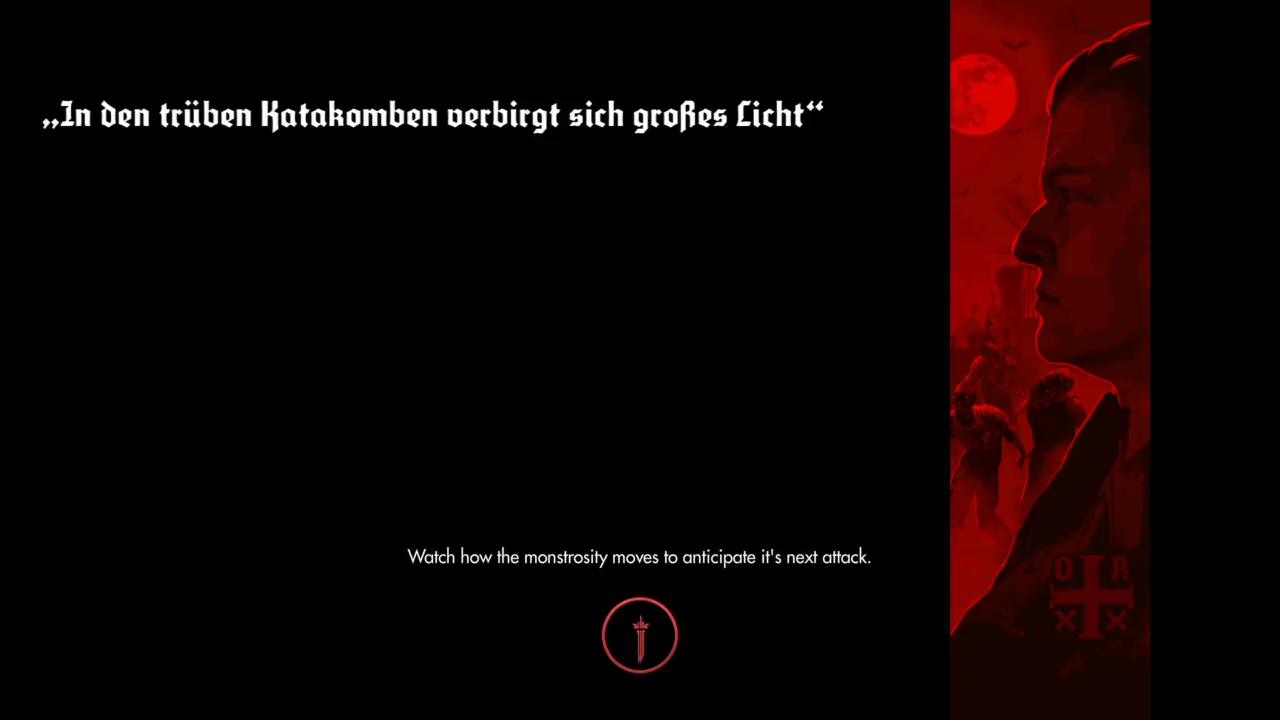 „In den trüben Katakomben verbirgt sich großes Licht“
Watch how the monstrosity moves to anticipate it's next attack.
O R
X X